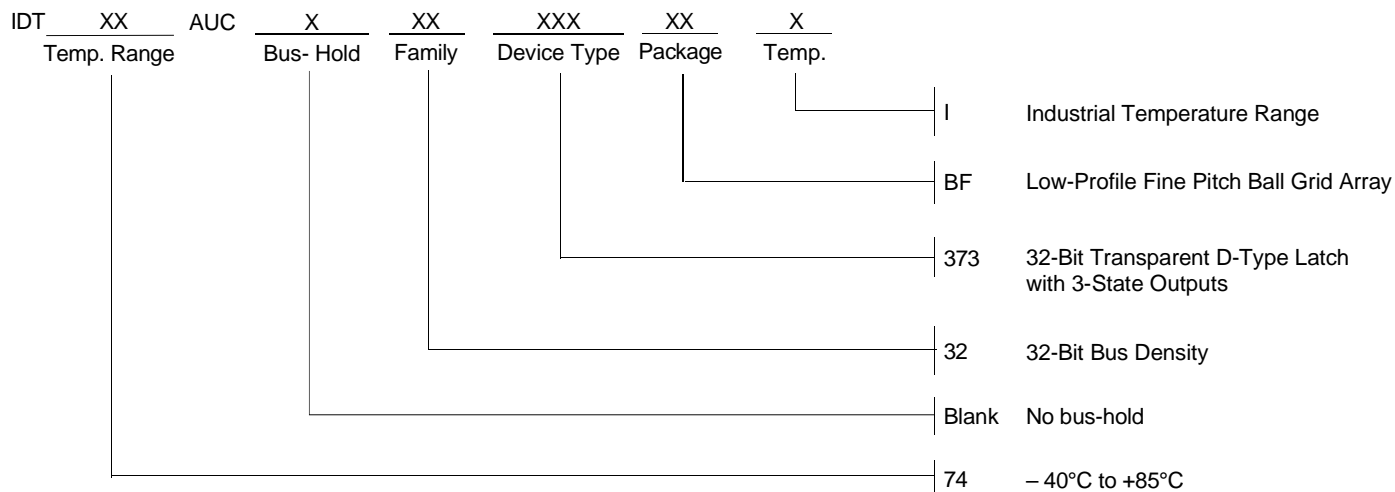 IDT XX AUC X XX XXX XX X
Temp. Range Bus- Hold Family Device Type Package Temp.
I Industrial Temperature Range
BF Low-Profile Fine Pitch Ball Grid Array
373 32-Bit Transparent D-Type Latch
with 3-State Outputs
32 32-Bit Bus Density
Blank No bus-hold
74 – 40°C to +85°C